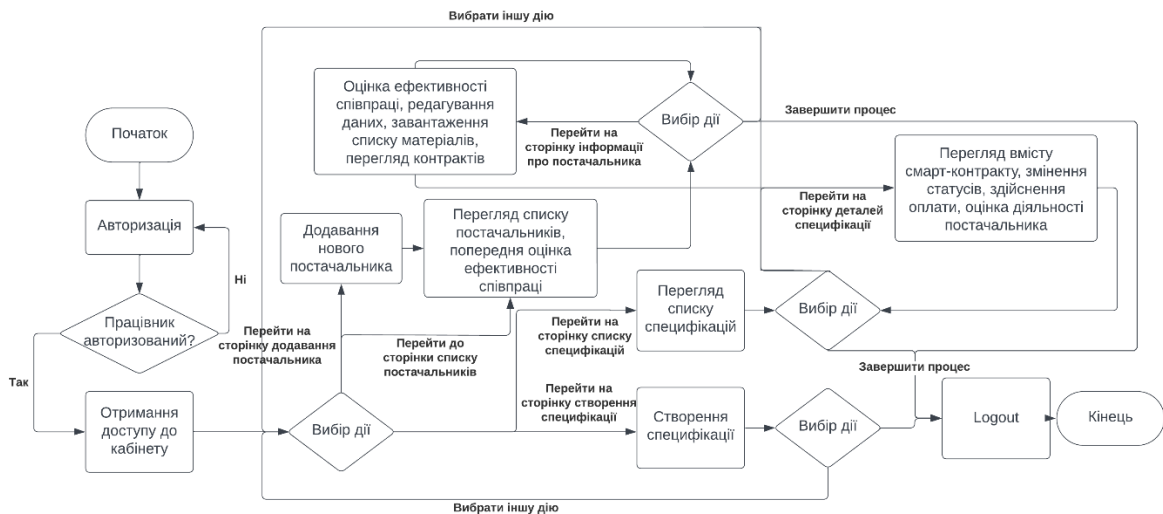 Вибрати іншу дію
Оцінка ефективності
співпраці, редагування
даних, завантаження
списку матеріалів,
перегляд контрактів
Вибір дії
Завершити процес
Перейти на
сторінку інформації
про постачальника
Початок
Перегляд вмісту
смарт-контракту, змінення
статусів, здійснення
оплати, оцінка діяльності
постачальника
Перейти на
сторінку деталей
специфікації
Авторизація
Додавання
нового
постачальника
Перегляд списку
постачальників,
попередня оцінка
ефективності
співпраці
Ні
Перегляд
списку
специфікацій
Вибір дії
Працівник
авторизований?
Перейти на
сторінку додавання
постачальника
Перейти до
сторінки списку
постачальників
Перейти на
сторінку списку
специфікацій
Завершити процес
Так
Отримання
доступу до
кабінету
Вибір дії
Перейти на
сторінку створення
специфікації
Створення
специфікації
Вибір дії
Logout
Кінець
Вибрати іншу дію